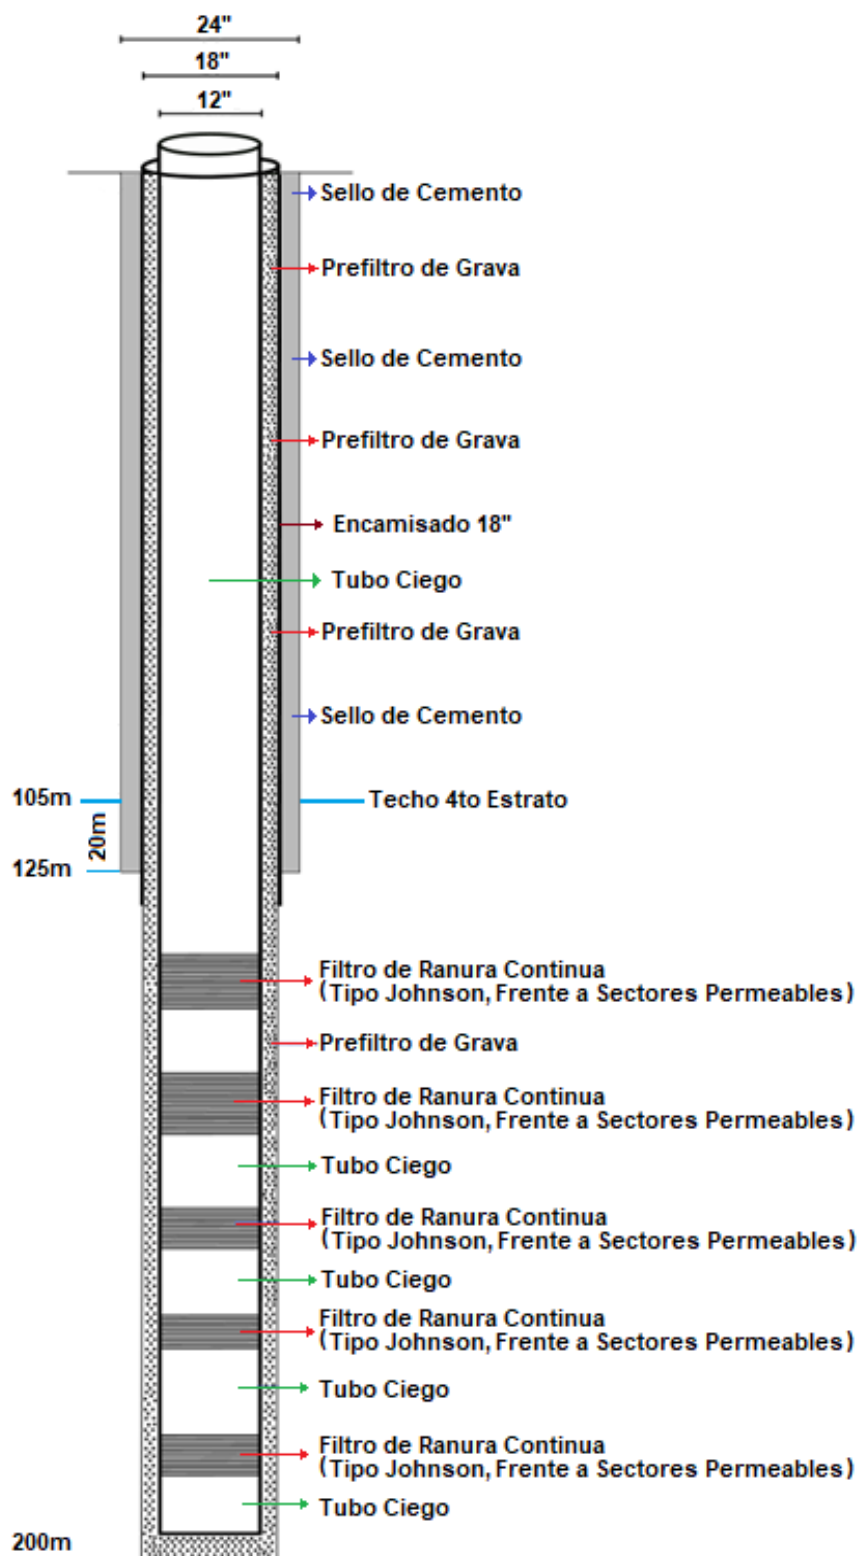 24"
18"
12"
Sello de Cemento
Prefiltro de Grava
Sello de Cemento
Prefiltro de Grava
Encamisado 18"
Tubo Ciego
Prefiltro de Grava
Sello de Cemento
105m
Techo 4to Estrato
20m
125m
Filtro de Ranura Continua
(Tipo Johnson, Frente a Sectores Permeables)
Prefiltro de Grava
Filtro de Ranura Continua
(Tipo Johnson, Frente a Sectores Permeables)
Tubo Ciego
Filtro de Ranura Continua
(Tipo Johnson, Frente a Sectores Permeables)
Tubo Ciego
Filtro de Ranura Continua
(Tipo Johnson, Frente a Sectores Permeables)
Tubo Ciego
Filtro de Ranura Continua
(Tipo Johnson, Frente a Sectores Permeables)
Tubo Ciego
200m